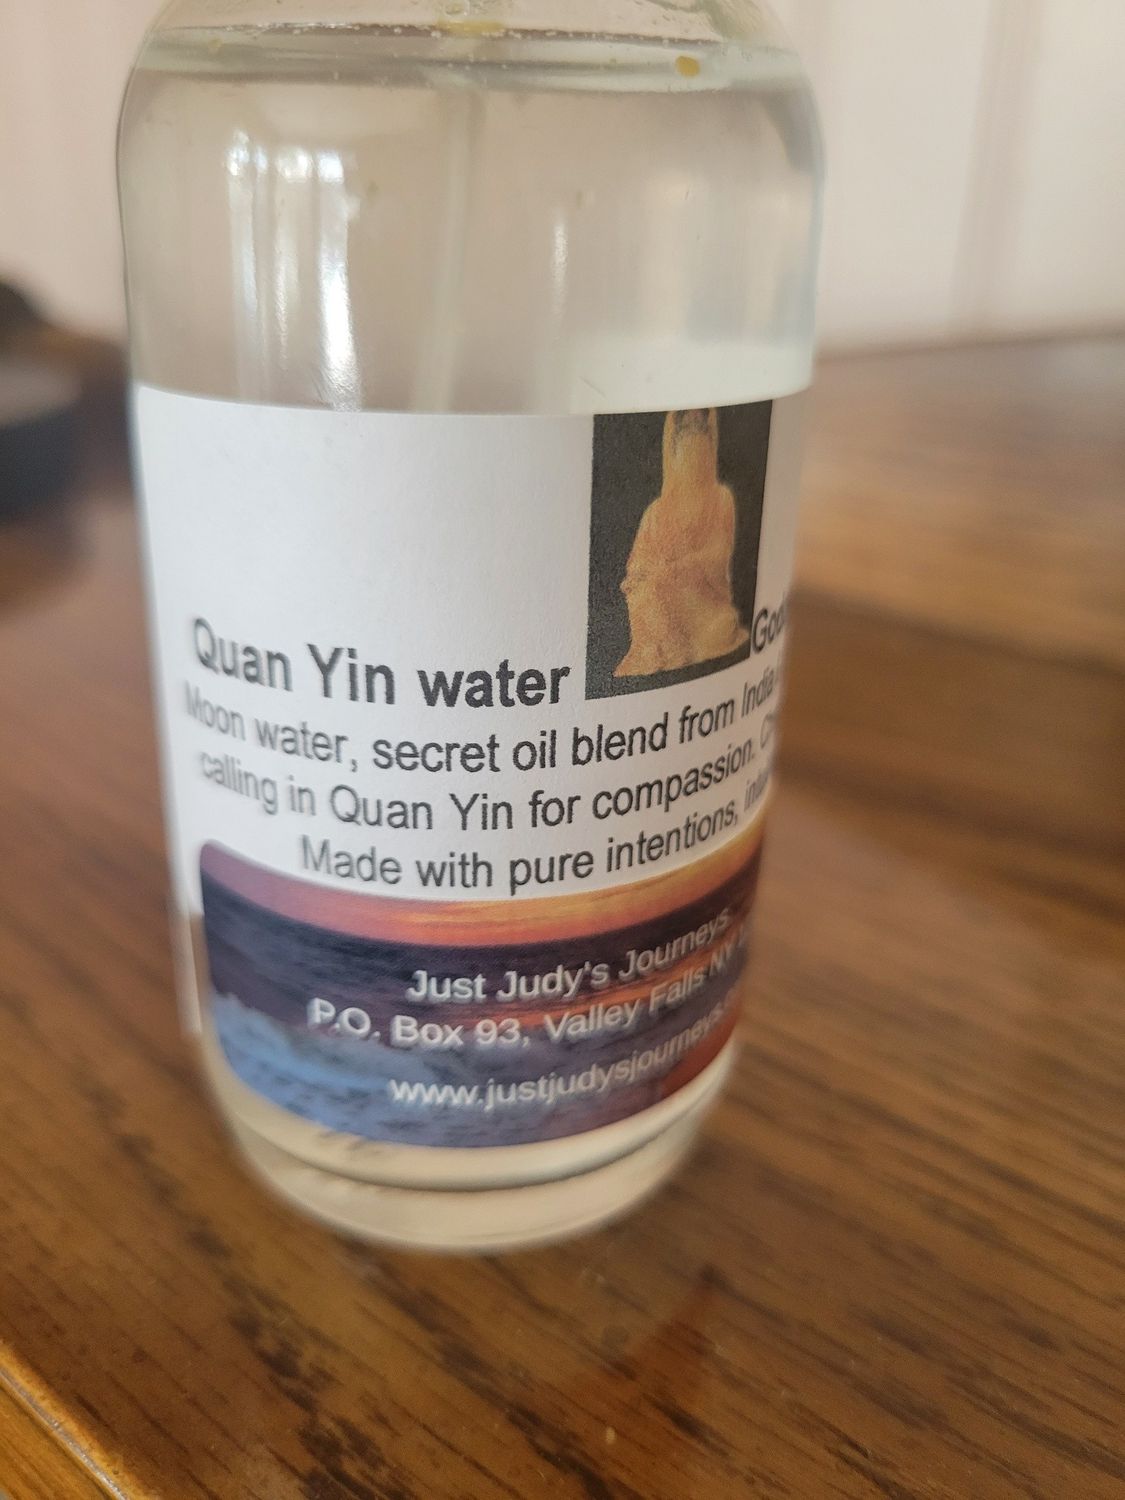 Quan Yin water
Moon water, secret oil blend from India
calling in Quan Yin for compassion.
Made with pure intentions,
Just Judy's Journeys
P.O. Box 93, Valley Falls NY
www.justjudysjourneys.